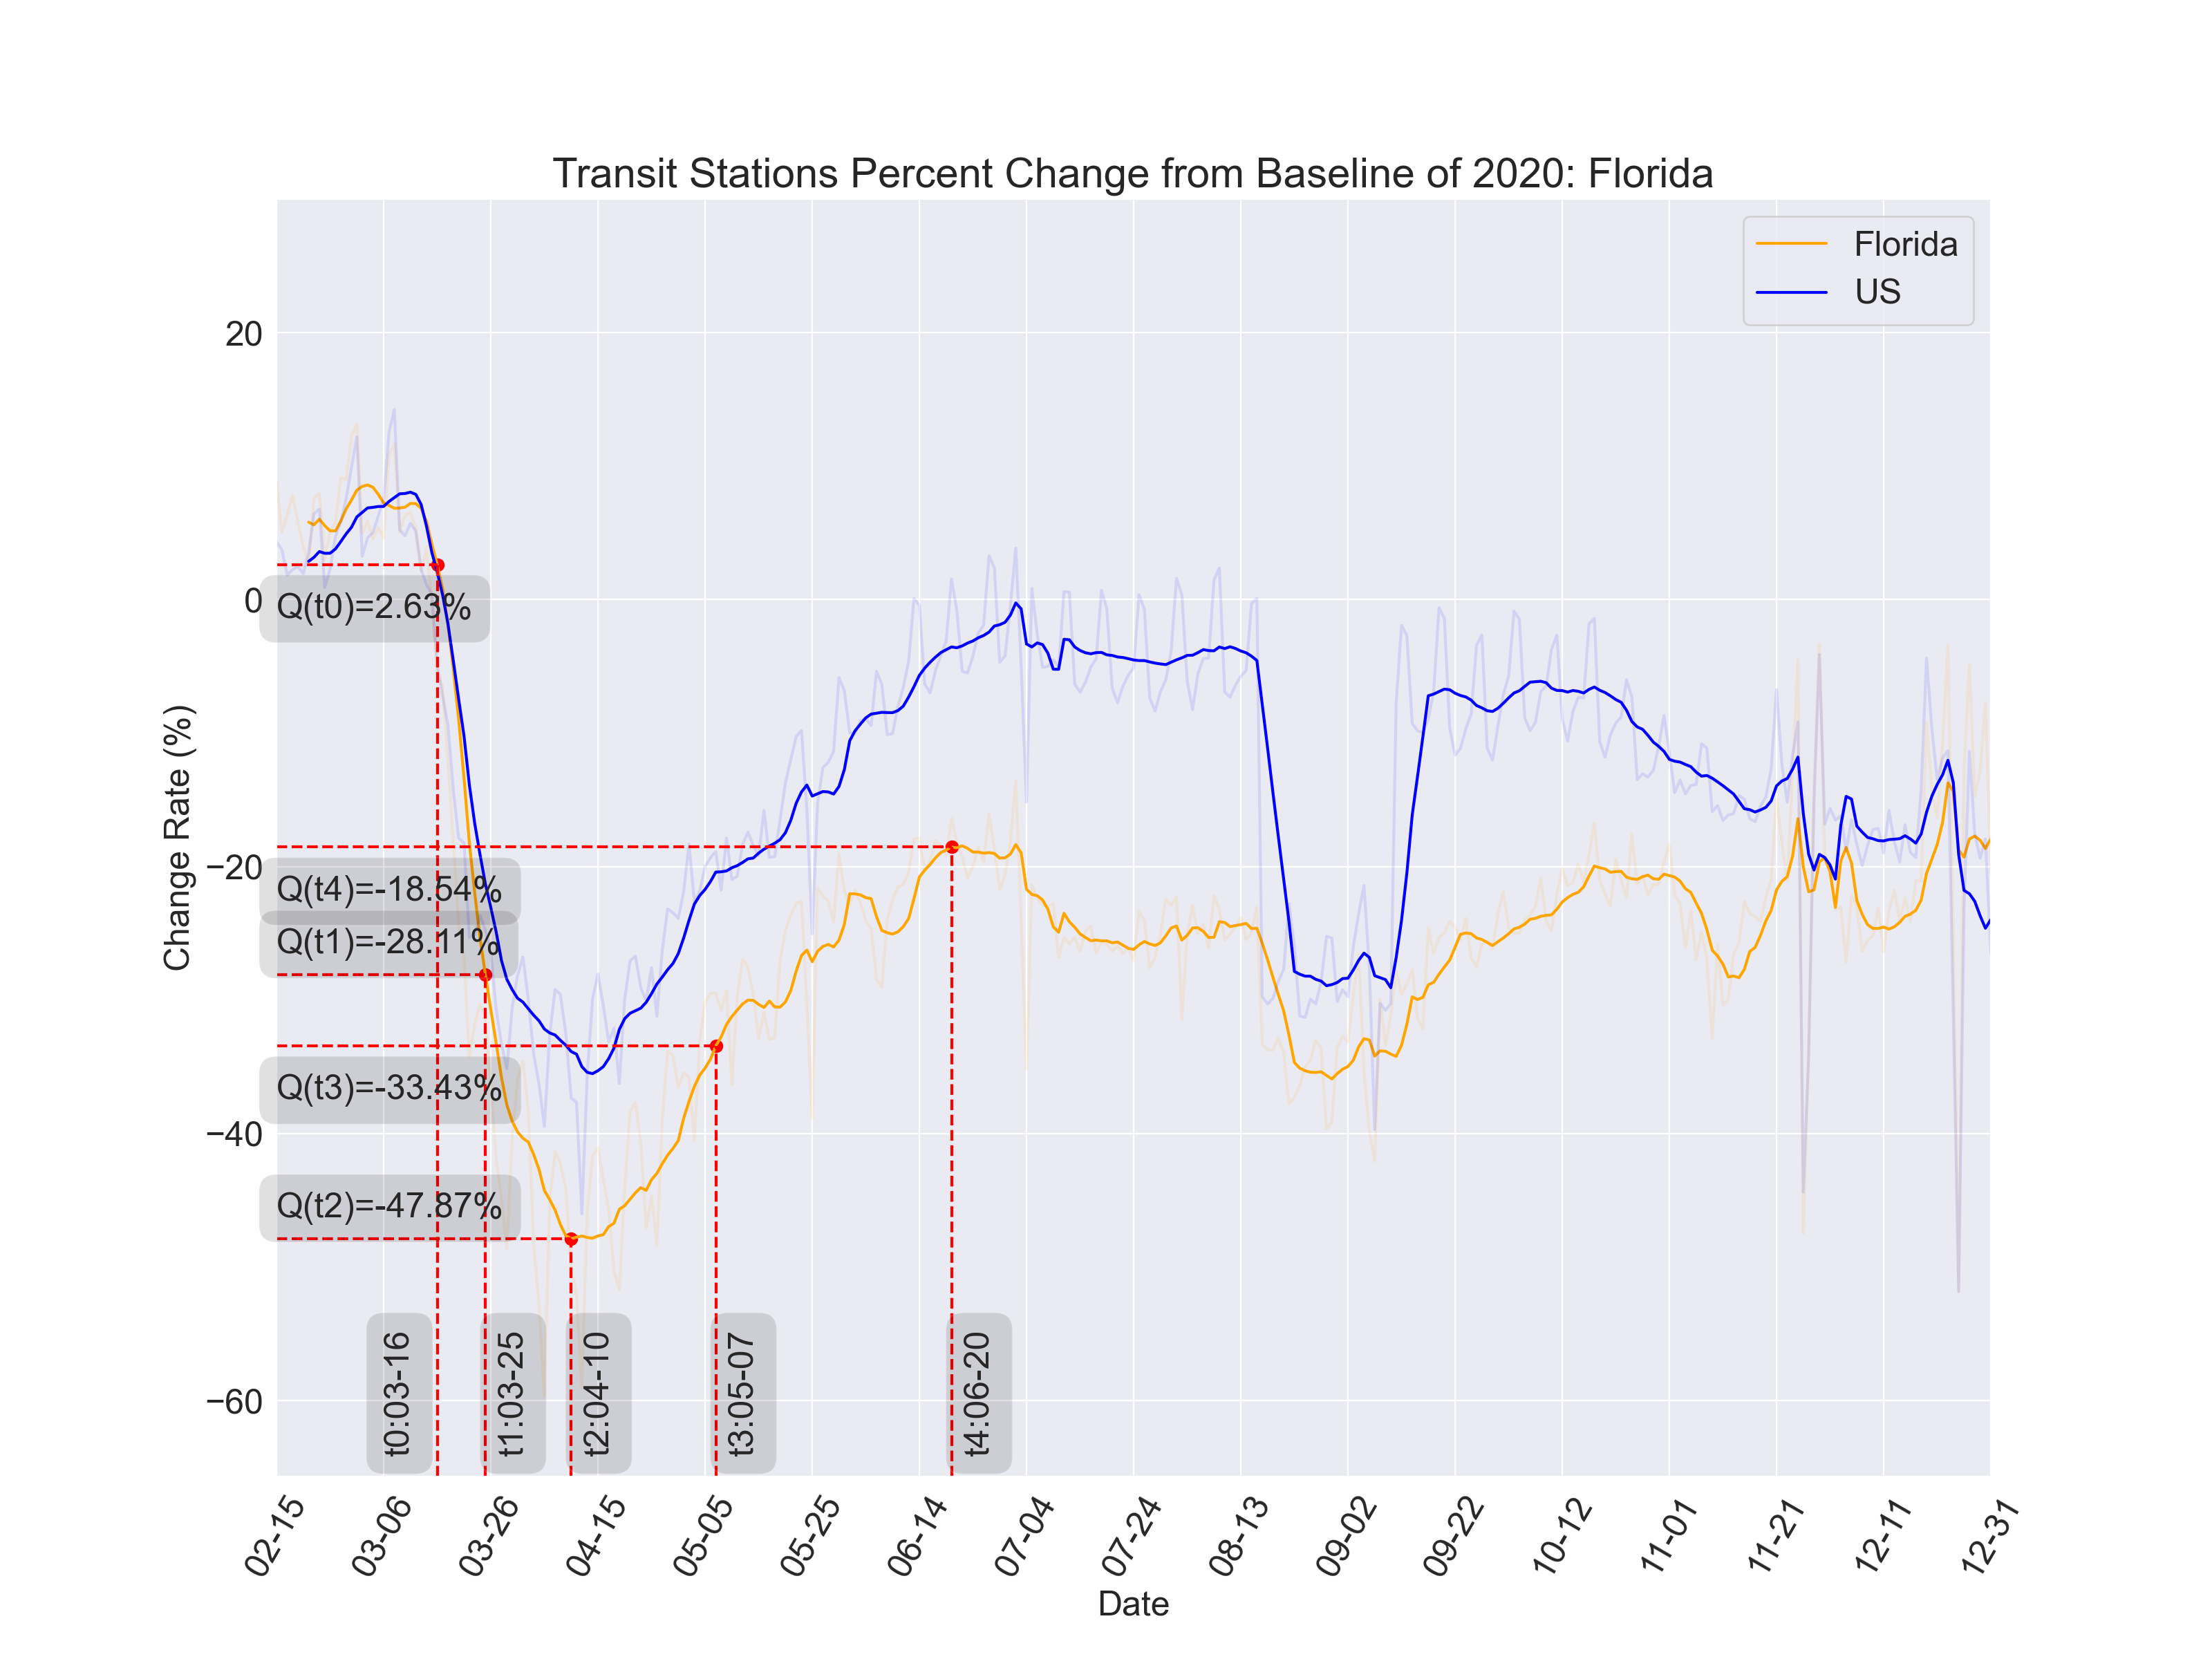 Transit Stations Percent Change from Baseline of 2020: Florida
Florida
US
20
0
−20
−40
−60
Change Rate (%)
Q(t0)=2.63%
Q(t4)=-18.54%
Q(t1)=-28.11%
Q(t3)=-33.43%
Q(t2)=-47.87%
t0:03-16
t1:03-25
t2:04-10
t3:05-07
t4:06-20
02-15
03-06
03-26
04-15
05-05
05-25
06-14
07-04
07-24
08-13
09-02
09-22
10-12
11-01
11-21
12-11
12-31
Date